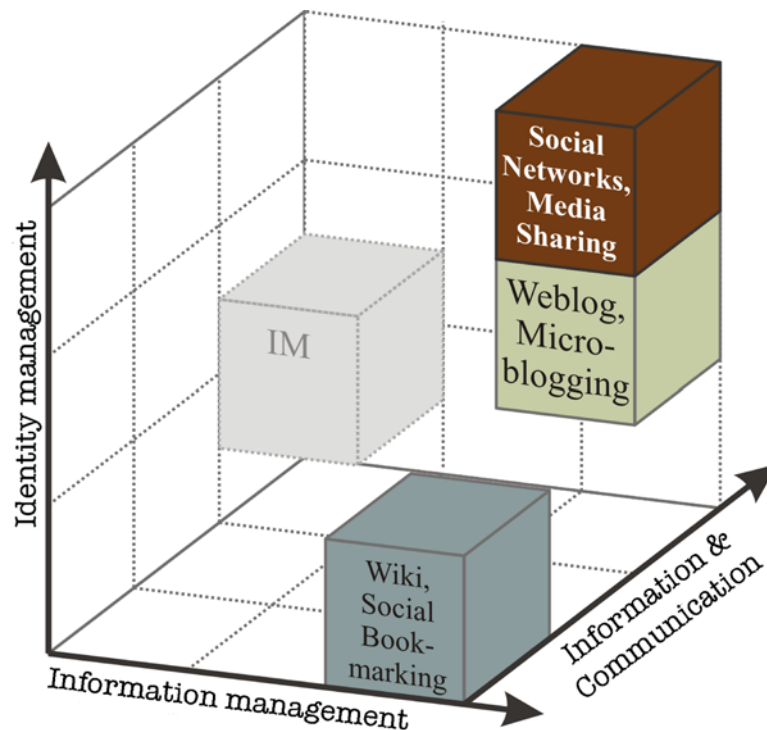 Social
Networks,
Media
Sharing
Weblog,
Micro-
blogging
IM
Wiki,
Social
Book-
marking
Identity management
Information management
Information &
Communication